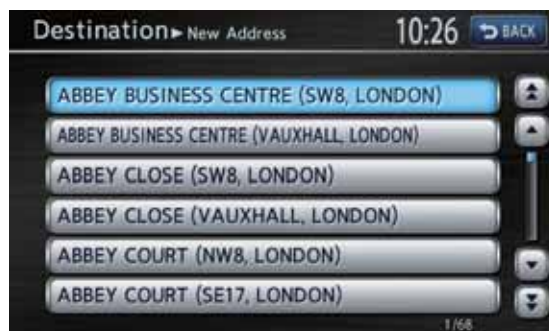 Destination ▸ New Address 10:26 BACK
ABBEY BUSINESS CENTRE (SW8, LONDON)
ABBEY BUSINESS CENTRE (VAUXHALL, LONDON)
ABBEY CLOSE (SW8, LONDON)
ABBEY CLOSE (VAUXHALL, LONDON)
ABBEY COURT (NW8, LONDON)
ABBEY COURT (SE17, LONDON)
1/68